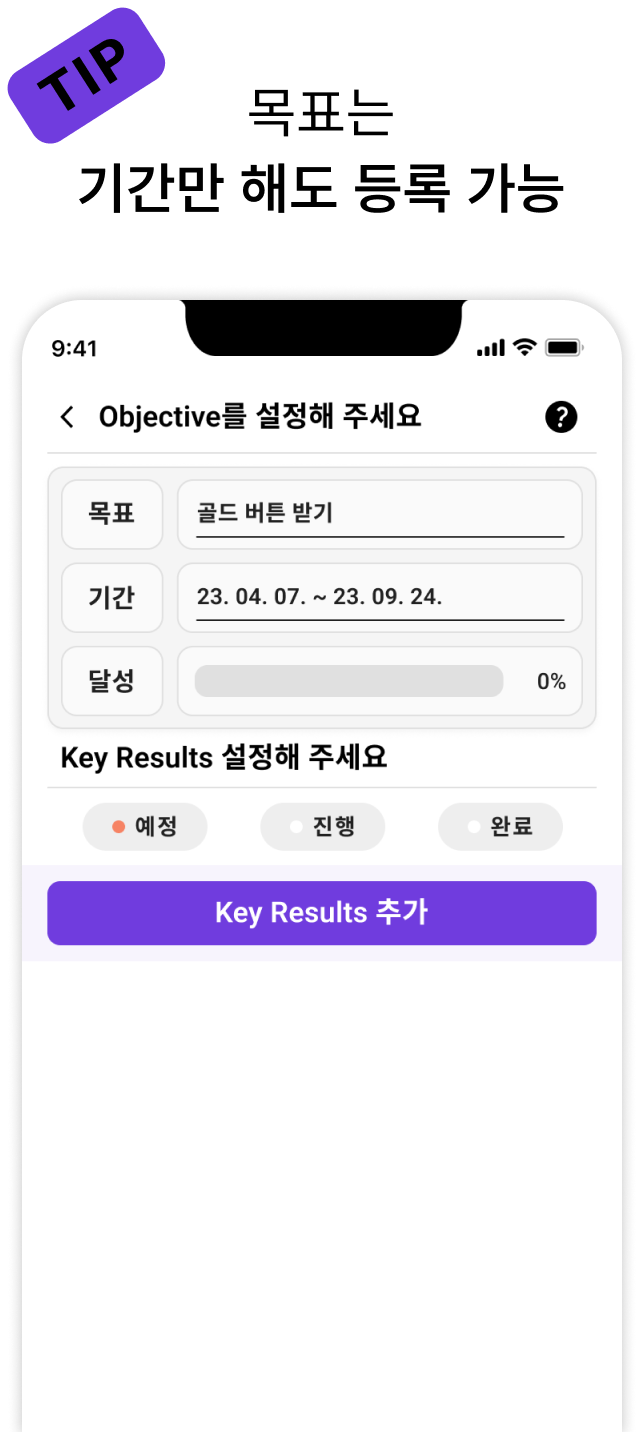 TIP
목표는
기간만 해도 등록 가능
9:41
Objective를 설정해 주세요
목표 골드 버튼 받기
기간 23. 04. 07. ~ 23. 09. 24.
달성 0%
Key Results 설정해 주세요
예정 진행 완료
Key Results 추가